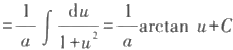 = 1/a ∫ du/(1+u²) = 1/a arctan u+C